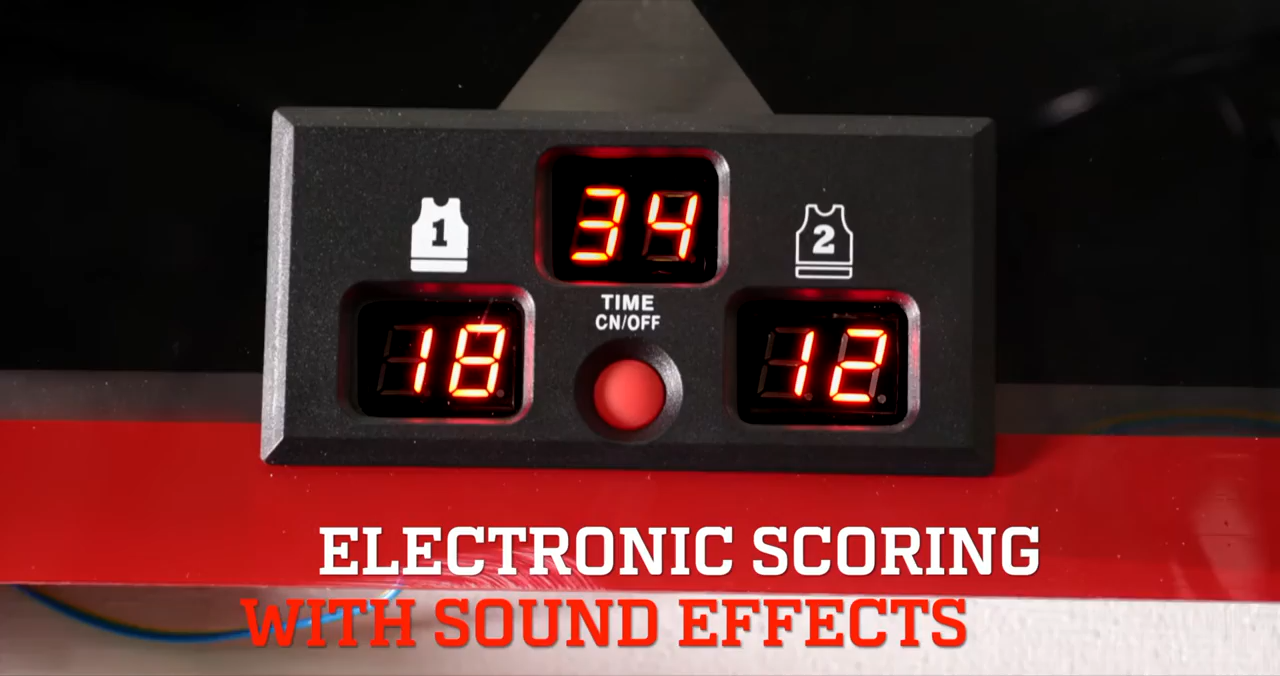 34
1
2
TIME
CN/OFF
18
12
ELECTRONIC SCORING
WITH SOUND EFFECTS